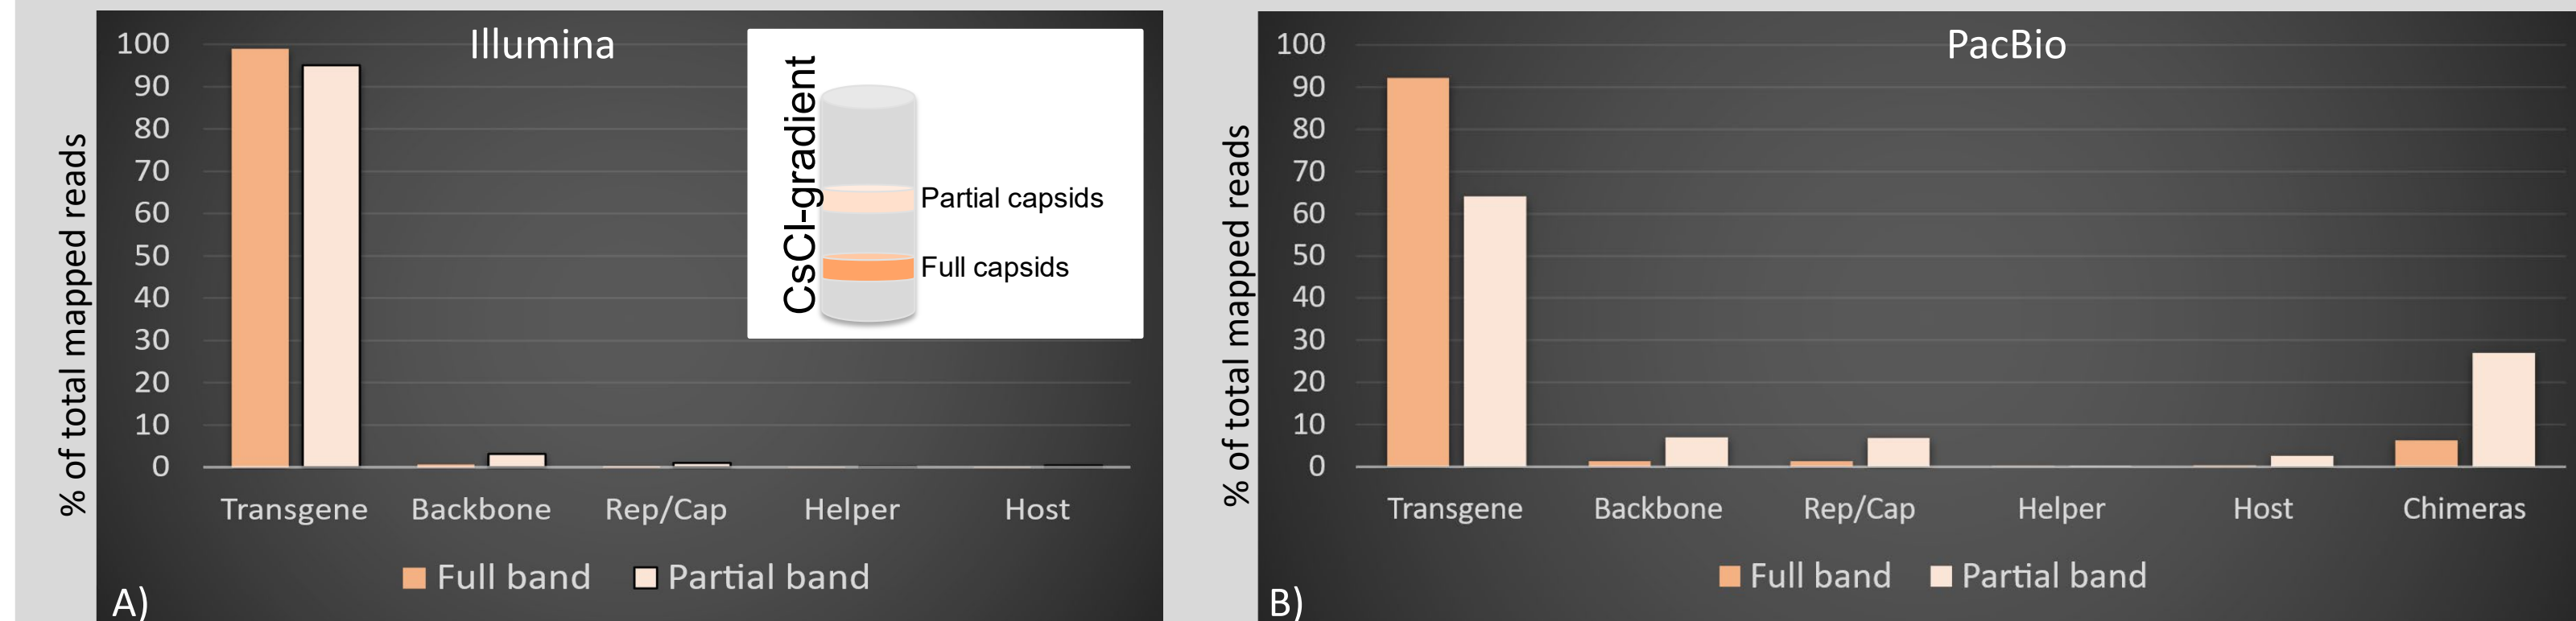 Illumina
% of total mapped reads
100
90
80
70
60
50
40
30
20
10
0
CsCl-gradient
Partial capsids
Full capsids
Transgene Backbone Rep/Cap Helper Host
Full band Partial band
A)
PacBio
% of total mapped reads
100
90
80
70
60
50
40
30
20
10
0
Transgene Backbone Rep/Cap Helper Host Chimeras
Full band Partial band
B)